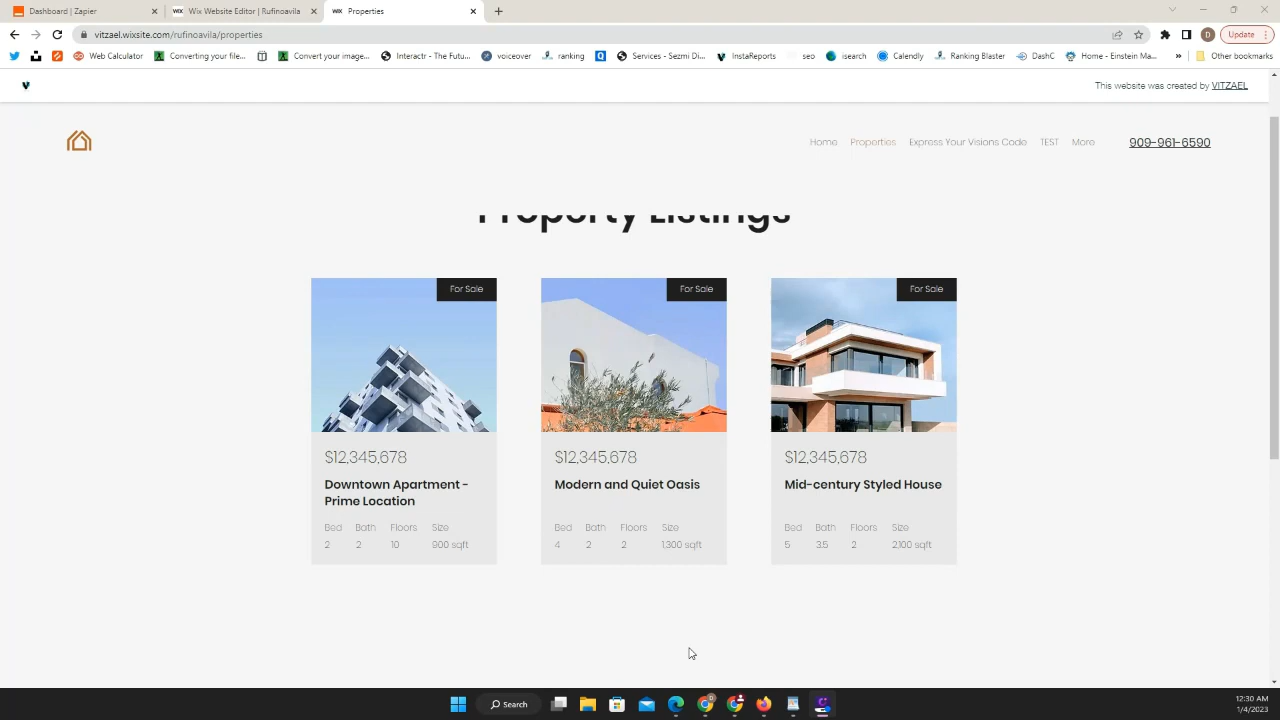 Dashboard | Zapier
Wix Website Editor | Rufinoavila
WIX Properties
vitzael.wixsite.com/rufinoavila/properties
D
Update
Web Calculator
Converting your file...
Convert your image...
Interactr - The Futu...
voiceover
ranking
Services - Sezmi Di...
InstaReports
seo
isearch
Calendly
Ranking Blaster
DashC
Home - Einstein Ma...
»
Other bookmarks
This website was created by VITZAEL
Home Properties Express Your Visions Code TEST More 909-961-6590
Property Listings
For Sale
For Sale
For Sale
$12,345,678
Downtown Apartment -
Prime Location
Bed Bath Floors Size
2 2 10 900 sqft
$12,345,678
Modern and Quiet Oasis
Bed Bath Floors Size
4 2 2 1,300 sqft
$12,345,678
Mid-century Styled House
Bed Bath Floors Size
5 3.5 2 2,100 sqft
Search
12:30 AM
1/4/2023